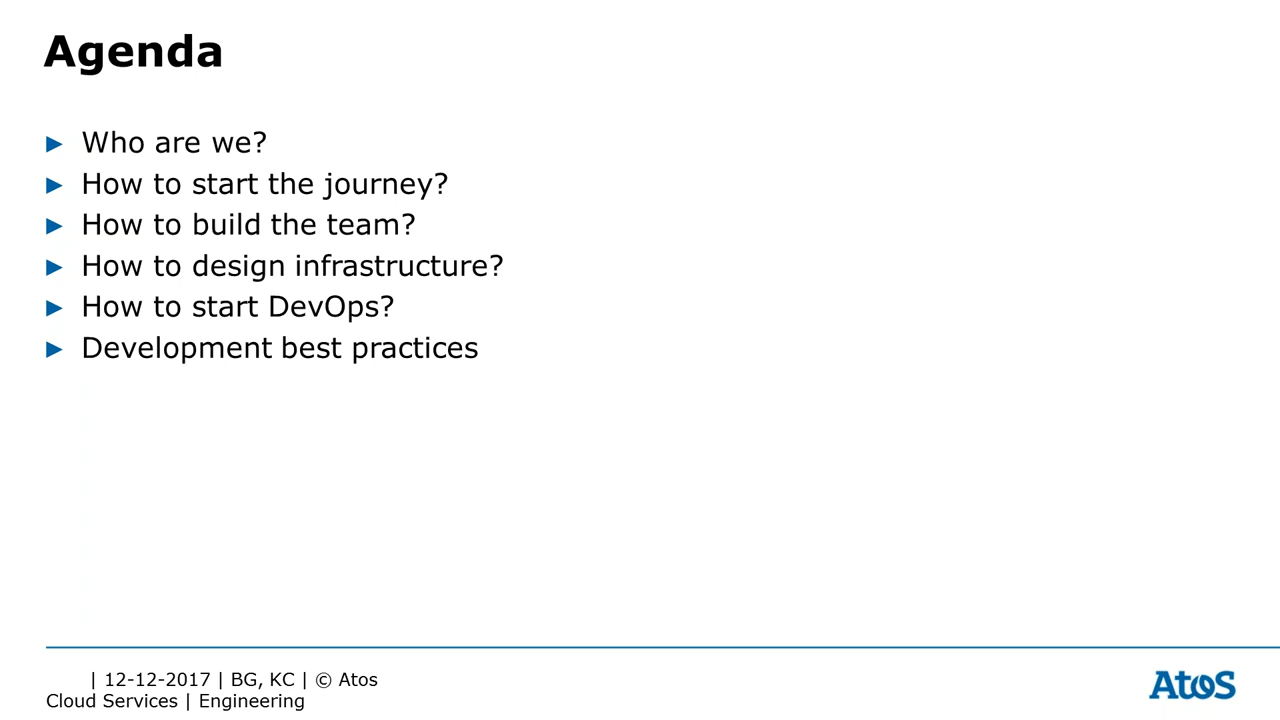 Agenda
► Who are we?
► How to start the journey?
► How to build the team?
► How to design infrastructure?
► How to start DevOps?
► Development best practices
| 12-12-2017 | BG, KC | © Atos
Cloud Services | Engineering
Atos